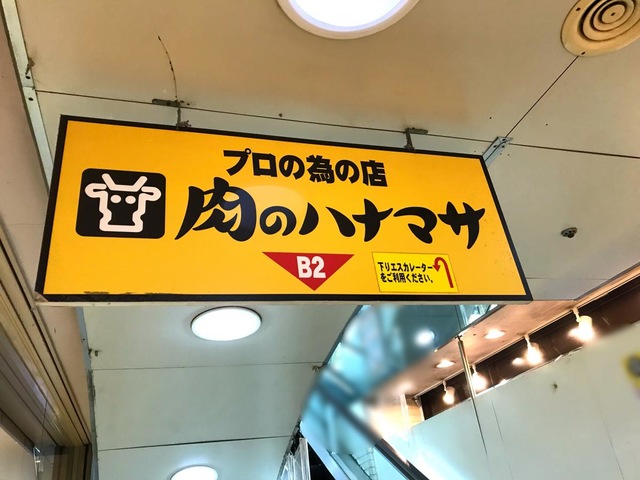 プロの為の店
肉のハナマサ
B2
下りエスカレーター
をご利用ください。